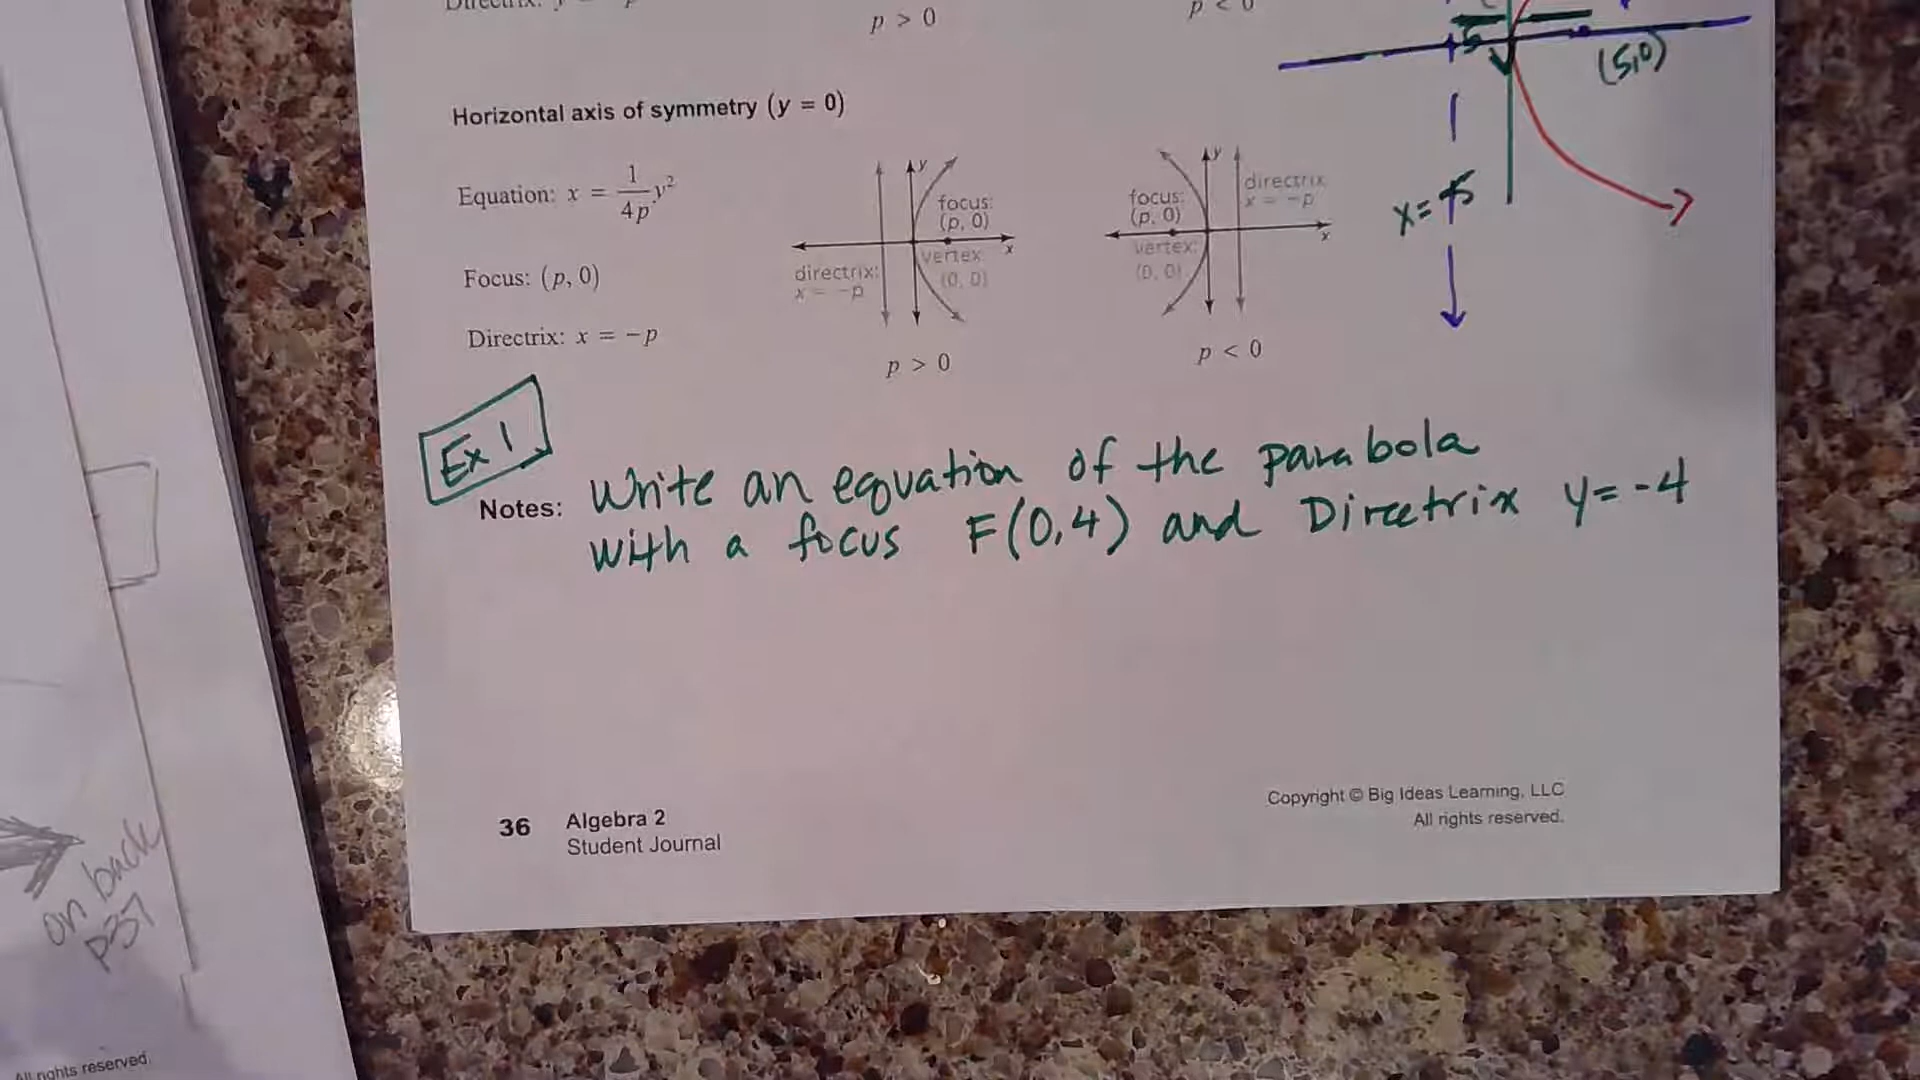 p > 0
p < 0
(5,0)
Horizontal axis of symmetry (y = 0)
Equation: x = 1/4p y²
Focus: (p, 0)
Directrix: x = −p
y
focus:
(p, 0)
x
vertex
(0, 0)
directrix:
x = −p
p > 0
y
directrix
x = −p
focus:
(p, 0)
x
vertex:
(0, 0)
p < 0
Ex 1
Notes: Write an equation of the parabola
with a focus F(0,4) and Directrix y=-4
36 Algebra 2
Student Journal
Copyright © Big Ideas Learning, LLC
All rights reserved.
on back
p37
All rights reserved.